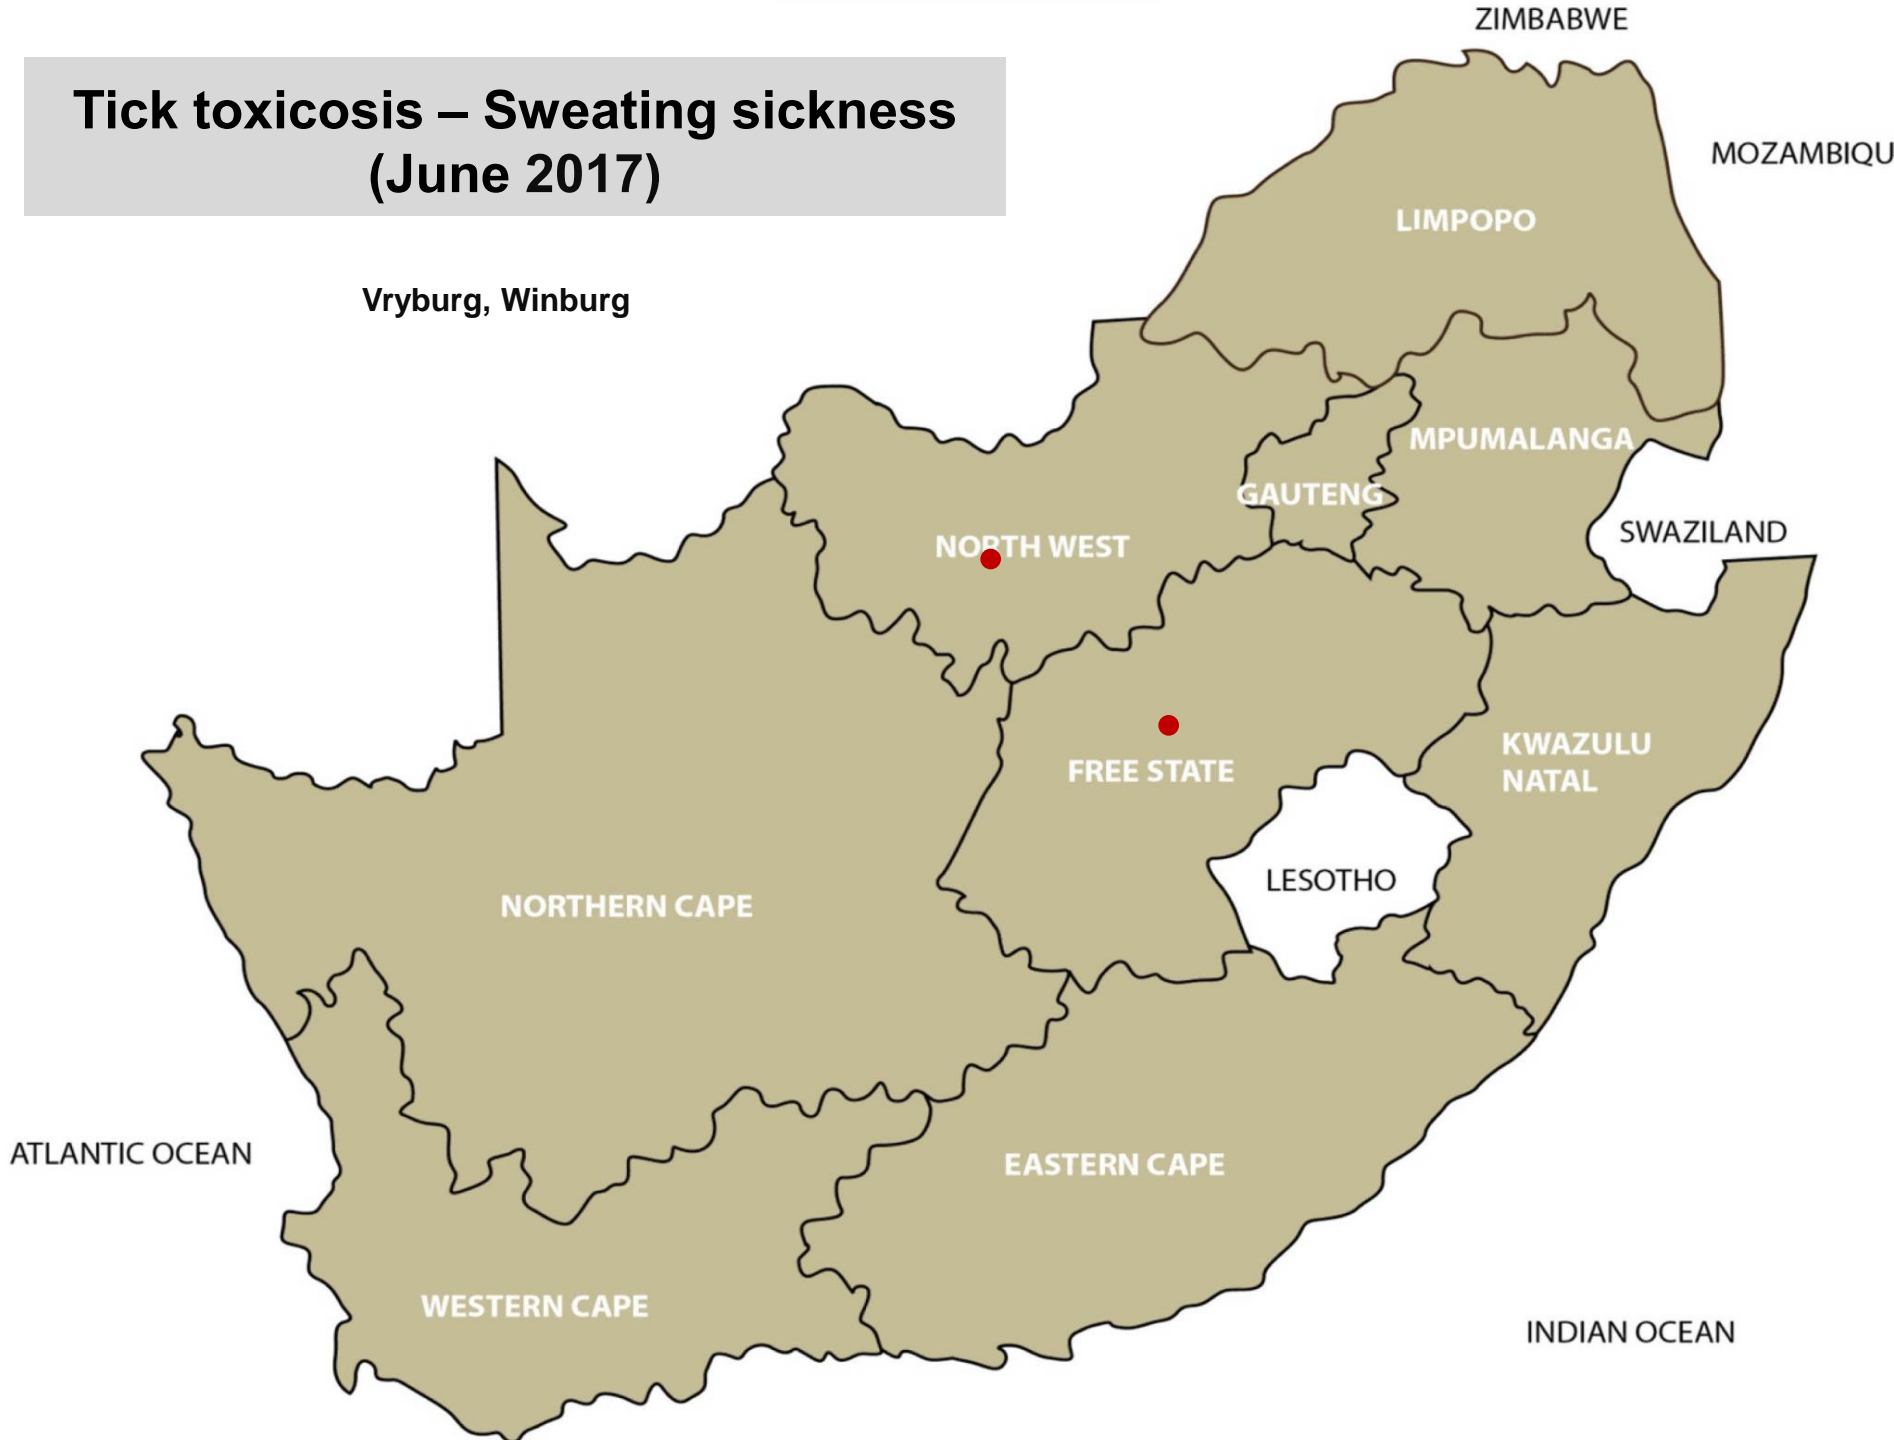 Tick toxicosis – Sweating sickness
(June 2017)
Vryburg, Winburg
ZIMBABWE
MOZAMBIQU
LIMPOPO
MPUMALANGA
GAUTENG
NORTH WEST
SWAZILAND
KWAZULU
NATAL
FREE STATE
LESOTHO
NORTHERN CAPE
ATLANTIC OCEAN
EASTERN CAPE
WESTERN CAPE
INDIAN OCEAN